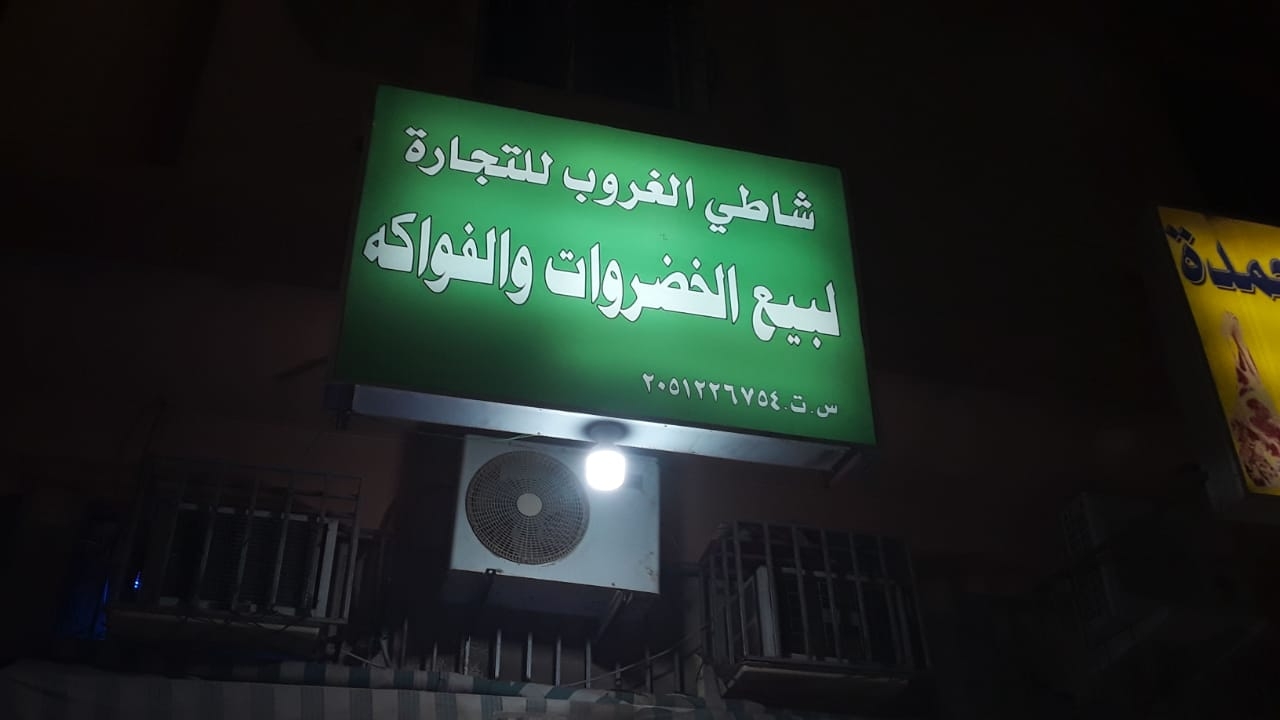 شاطي الغروب للتجارة
لبيع الخضروات والفواكه
س.ت.٢٠٥١٢٢٦٧٥٤